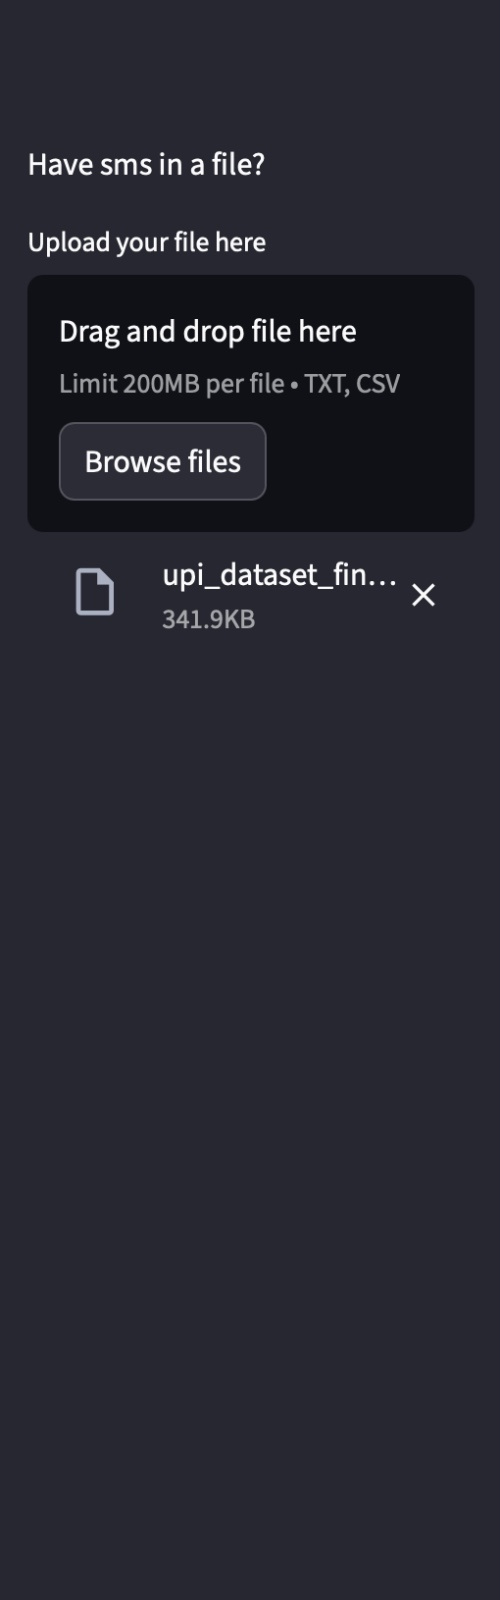 Have sms in a file?
Upload your file here
Drag and drop file here
Limit 200MB per file • TXT, CSV
Browse files
upi_dataset_fin...
341.9KB